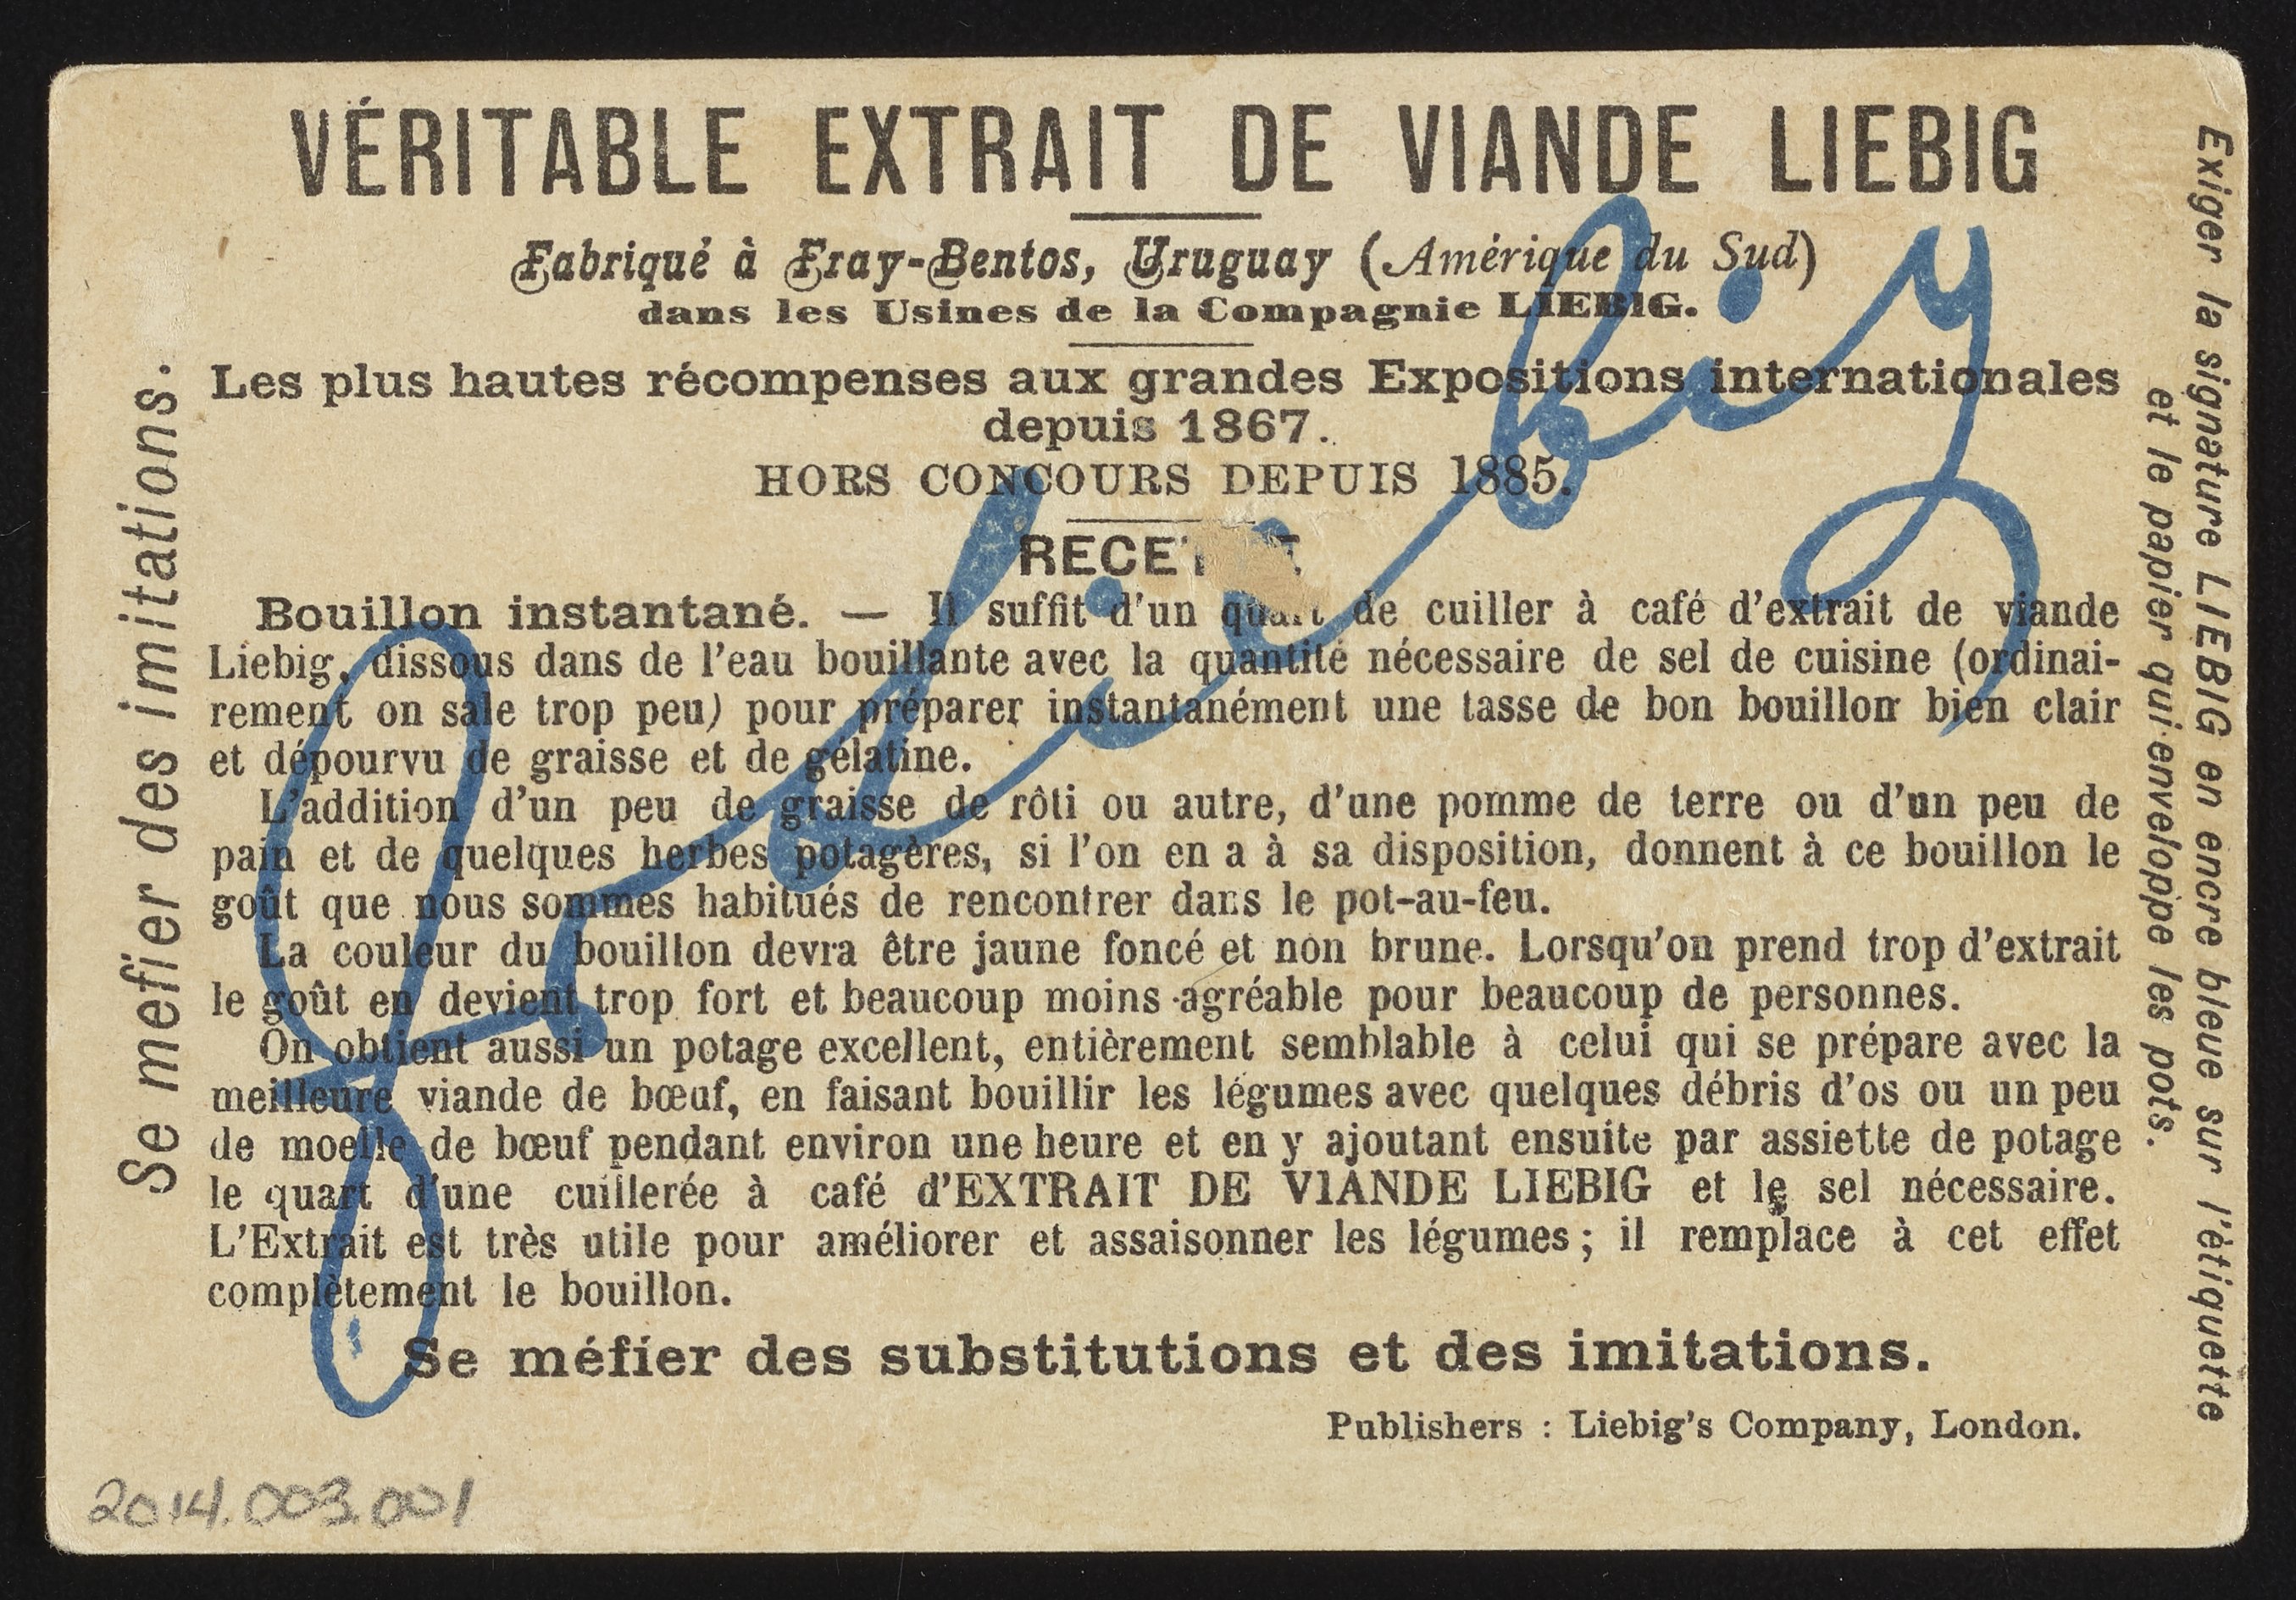 VÉRITABLE EXTRAIT DE VIANDE LIEBIG
Fabriqué à Fray-Bentos, Uruguay (Amérique du Sud)
dans les Usines de la Compagnie LIEBIG.
Les plus hautes récompenses aux grandes Expositions internationales
depuis 1867.
HORS CONCOURS DEPUIS 1885.
RECETTE
Bouillon instantané. — Il suffit d'un quart de cuiller à café d'extrait de viande
Liebig, dissous dans de l'eau bouillante avec la quantité nécessaire de sel de cuisine (ordinai-
rement on sale trop peu) pour préparer instantanément une tasse de bon bouillon bien clair
et dépourvu de graisse et de gélatine.
L'addition d'un peu de graisse de rôti ou autre, d'une pomme de terre ou d'un peu de
pain et de quelques herbes potagères, si l'on en a à sa disposition, donnent à ce bouillon le
goût que nous sommes habitués de rencontrer dans le pot-au-feu.
La couleur du bouillon devra être jaune foncé et non brune. Lorsqu'on prend trop d'extrait
le goût en devient trop fort et beaucoup moins agréable pour beaucoup de personnes.
On obtient aussi un potage excellent, entièrement semblable à celui qui se prépare avec la
meilleure viande de bœuf, en faisant bouillir les légumes avec quelques débris d'os ou un peu
de moelle de bœuf pendant environ une heure et en y ajoutant ensuite par assiette de potage
le quart d'une cuillerée à café d'EXTRAIT DE VIANDE LIEBIG et le sel nécessaire.
L'Extrait est très utile pour améliorer et assaisonner les légumes ; il remplace à cet effet
complètement le bouillon.
Se méfier des substitutions et des imitations.
Publishers : Liebig's Company, London.
Se mefier des imitations.
Exiger la signature LIEBIG en encre bleue sur l'étiquette
et le papier qui enveloppe les pots.
J v Liebig
2014.003.001